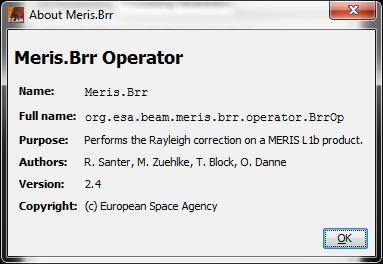 BEAM
About Meris.Brr
Meris.Brr Operator
Name: Meris.Brr
Full name: org.esa.beam.meris.brr.operator.BrrOp
Purpose: Performs the Rayleigh correction on a MERIS L1b product.
Authors: R. Santer, M. Zuehlke, T. Block, O. Danne
Version: 2.4
Copyright: (c) European Space Agency
OK